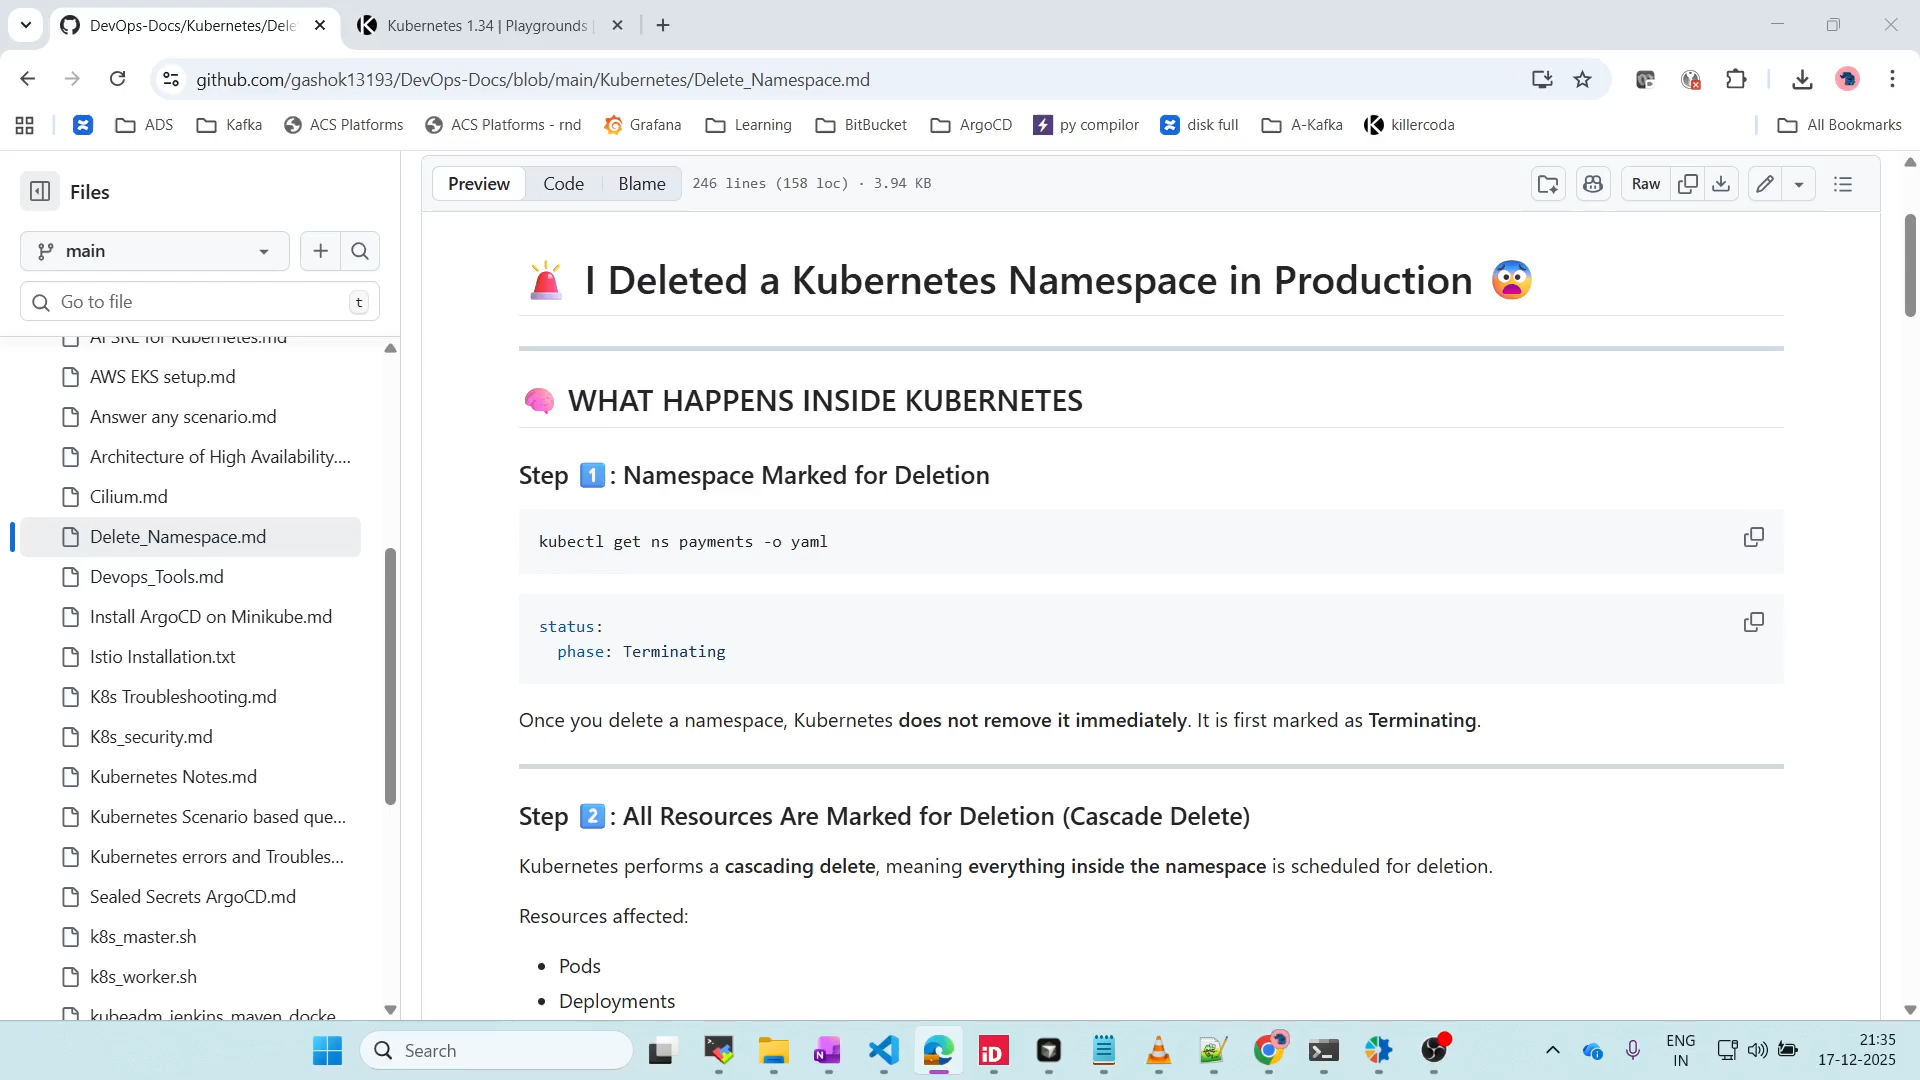 DevOps-Docs/Kubernetes/Dele
Kubernetes 1.34 | Playgrounds |
github.com/gashok13193/DevOps-Docs/blob/main/Kubernetes/Delete_Namespace.md
ADS
Kafka
ACS Platforms
ACS Platforms - rnd
Grafana
Learning
BitBucket
ArgoCD
py compilor
disk full
A-Kafka
killercoda
All Bookmarks
Files
main
Go to file
t
AI SRE for Kubernetes.md
AWS EKS setup.md
Answer any scenario.md
Architecture of High Availability....
Cilium.md
Delete_Namespace.md
Devops_Tools.md
Install ArgoCD on Minikube.md
Istio Installation.txt
K8s Troubleshooting.md
K8s_security.md
Kubernetes Notes.md
Kubernetes Scenario based que...
Kubernetes errors and Troubles...
Sealed Secrets ArgoCD.md
k8s_master.sh
k8s_worker.sh
kubeadm_jenkins_maven_docke...
Preview
Code
Blame
246 lines (158 loc) · 3.94 KB
Raw
🚨 I Deleted a Kubernetes Namespace in Production 😨
🧠 WHAT HAPPENS INSIDE KUBERNETES
Step 1️⃣: Namespace Marked for Deletion
kubectl get ns payments -o yaml
status:
phase: Terminating
Once you delete a namespace, Kubernetes does not remove it immediately. It is first marked as Terminating.
Step 2️⃣: All Resources Are Marked for Deletion (Cascade Delete)
Kubernetes performs a cascading delete, meaning everything inside the namespace is scheduled for deletion.
Resources affected:
• Pods
• Deployments
Search
iD
ENG
IN
21:35
17-12-2025